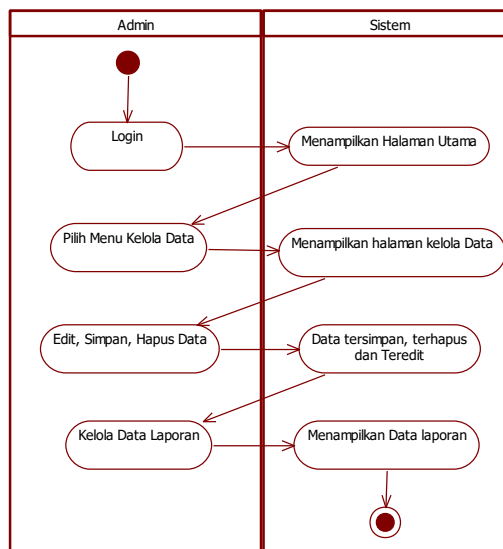 Admin
Sistem
Login
Menampilkan Halaman Utama
Pilih Menu Kelola Data
Menampilkan halaman kelola Data
Edit, Simpan, Hapus Data
Data tersimpan, terhapus
dan Teredit
Kelola Data Laporan
Menampilkan Data laporan